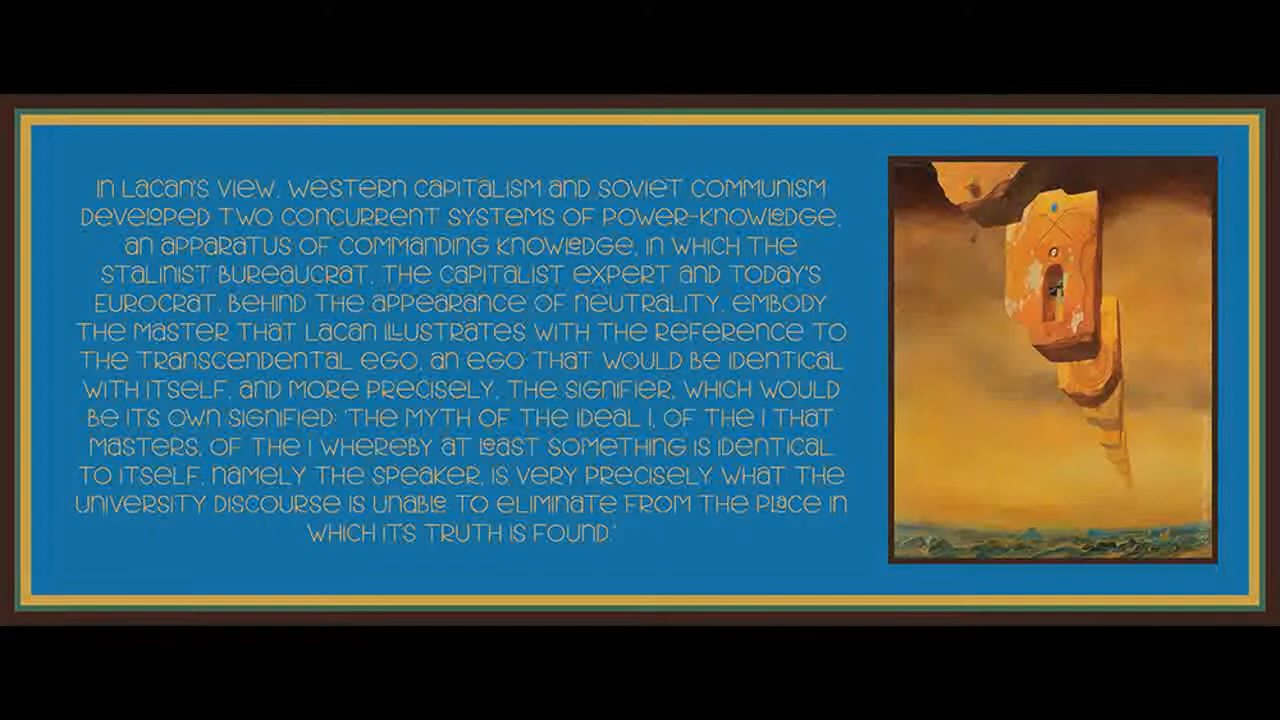 In Lacan's view, Western capitalism and Soviet communism
developed two concurrent systems of power-knowledge,
an apparatus of commanding knowledge, in which the
Stalinist bureaucrat, the capitalist expert and today's
Eurocrat, behind the appearance of neutrality, embody
the master that Lacan illustrates with the reference to
the transcendental ego, an ego that would be identical
with itself, and more precisely, the signifier, which would
be its own signified: 'The myth of the ideal I, of the I that
masters, of the I whereby at least something is identical
to itself, namely the speaker, is very precisely what the
university discourse is unable to eliminate from the place in
which its truth is found.'